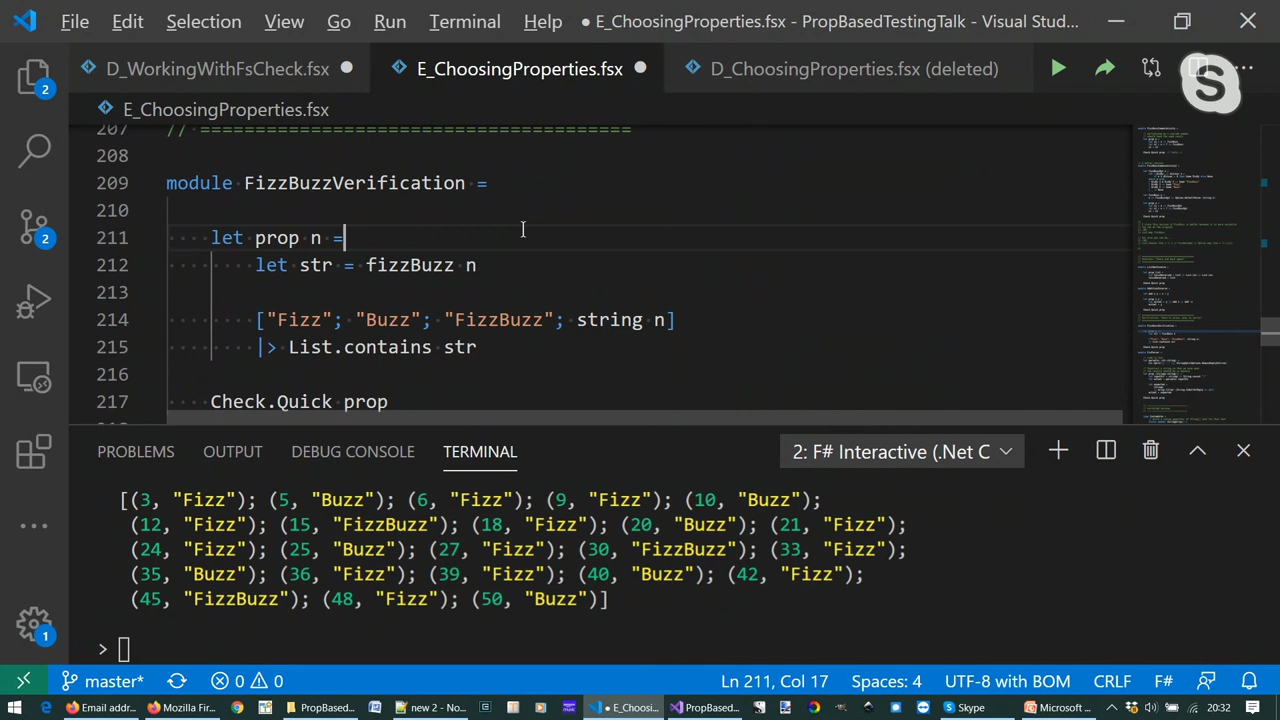 File Edit Selection View Go Run Terminal Help ● E_ChoosingProperties.fsx - PropBasedTestingTalk - Visual Stud...
D_WorkingWithFsCheck.fsx ● E_ChoosingProperties.fsx ● D_ChoosingProperties.fsx (deleted)
E_ChoosingProperties.fsx
207 // =======================================
208
209 module FizzBuzzVerification =
210
211 let prop n =
212 let str = fizzBuzz n
213
214 ["Fizz"; "Buzz"; "FizzBuzz"; string n]
215 |> List.contains str
216
217 Check.Quick prop
2
2
1
PROBLEMS OUTPUT DEBUG CONSOLE TERMINAL 2: F# Interactive (.Net C
[(3, "Fizz"); (5, "Buzz"); (6, "Fizz"); (9, "Fizz"); (10, "Buzz");
(12, "Fizz"); (15, "FizzBuzz"); (18, "Fizz"); (20, "Buzz"); (21, "Fizz");
(24, "Fizz"); (25, "Buzz"); (27, "Fizz"); (30, "FizzBuzz"); (33, "Fizz");
(35, "Buzz"); (36, "Fizz"); (39, "Fizz"); (40, "Buzz"); (42, "Fizz");
(45, "FizzBuzz"); (48, "Fizz"); (50, "Buzz")]
>
master* 0 0 Ln 211, Col 17 Spaces: 4 UTF-8 with BOM CRLF F#
Email addr... Mozilla Firef... PropBased... new 2 - No... E_Choosi... PropBased... Skype Microsoft ... 20:32